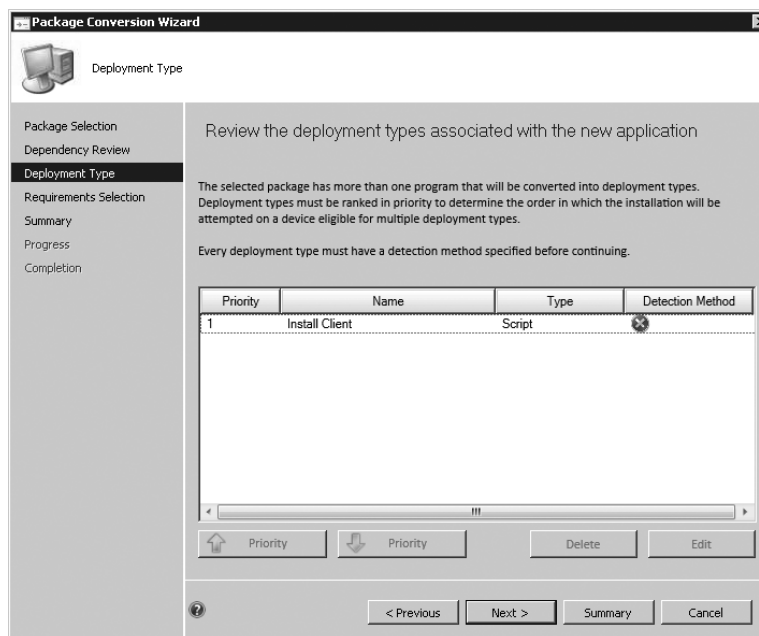 Package Conversion Wizard
Deployment Type
Package Selection
Dependency Review
Deployment Type
Requirements Selection
Summary
Progress
Completion
Review the deployment types associated with the new application
The selected package has more than one program that will be converted into deployment types.
Deployment types must be ranked in priority to determine the order in which the installation will be
attempted on a device eligible for multiple deployment types.
Every deployment type must have a detection method specified before continuing.
Priority Name Type Detection Method
1 Install Client Script
Priority Priority Delete Edit
< Previous Next > Summary Cancel